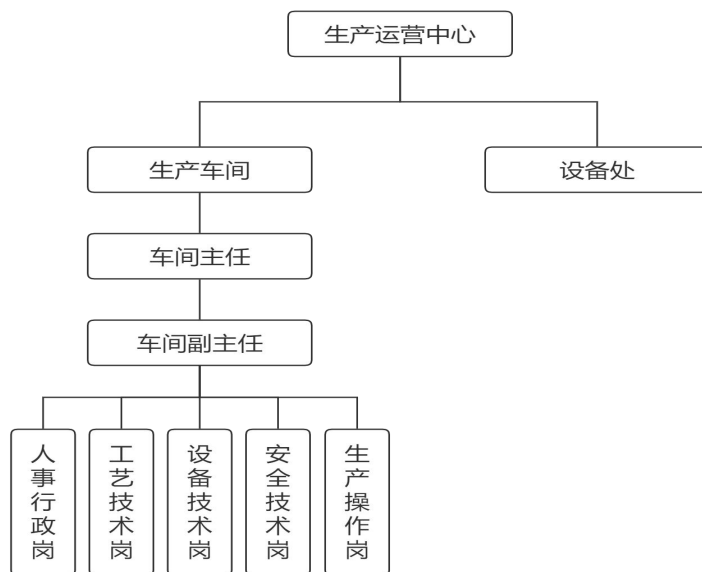 生产运营中心
生产车间
设备处
车间主任
车间副主任
人事行政岗
工艺技术岗
设备技术岗
安全技术岗
生产操作岗